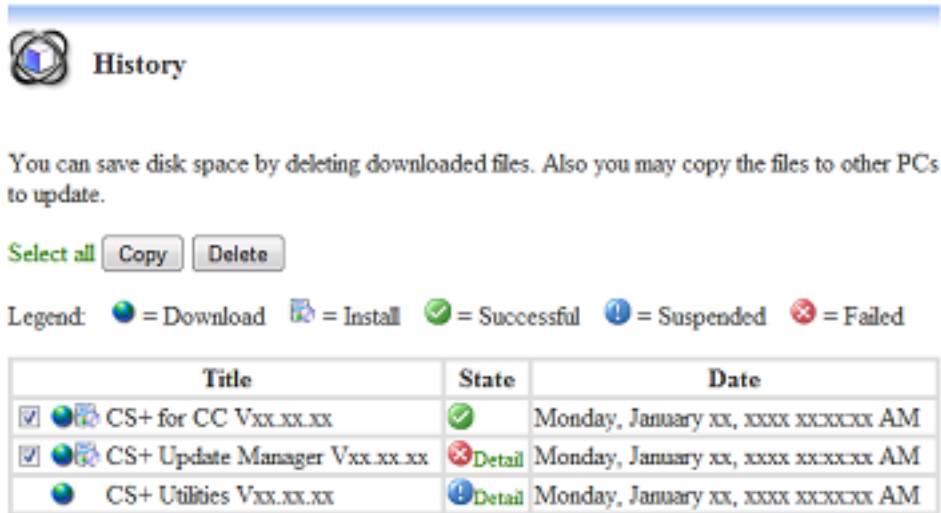 History
You can save disk space by deleting downloaded files. Also you may copy the files to other PCs
to update.
Select all Copy Delete
Legend: = Download = Install = Successful = Suspended = Failed
Title State Date
CS+ for CC Vxx.xx.xx Monday, January xx, xxxx xx:xx:xx AM
CS+ Update Manager Vxx.xx.xx Detail Monday, January xx, xxxx xx:xx:xx AM
CS+ Utilities Vxx.xx.xx Detail Monday, January xx, xxxx xx:xx:xx AM